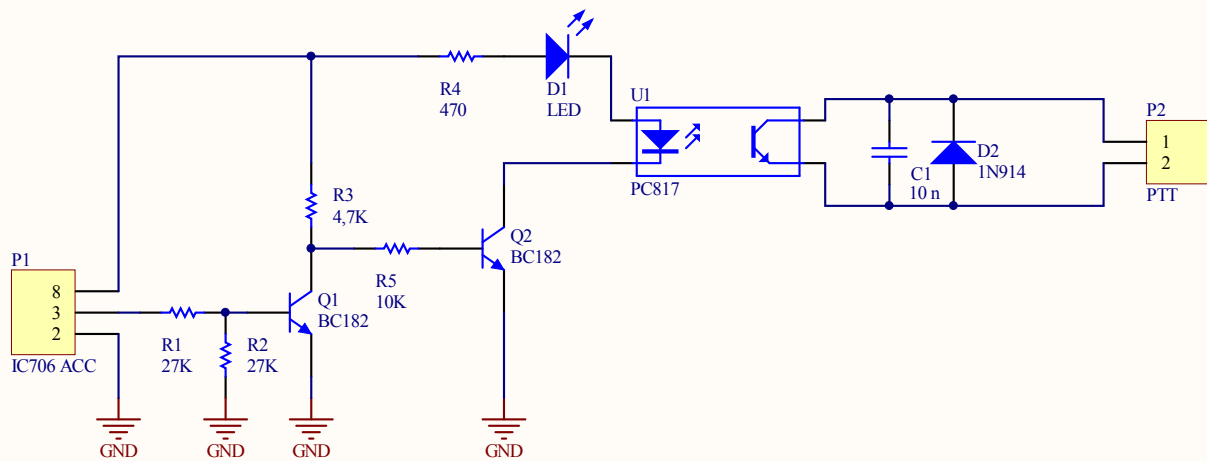 P1
8
3
2
IC706 ACC
R1
27K
R2
27K
R3
4,7K
R4
470
D1
LED
Q1
BC182
R5
10K
Q2
BC182
U1
PC817
C1
10 n
D2
1N914
P2
1
2
PTT
GND
GND
GND
GND